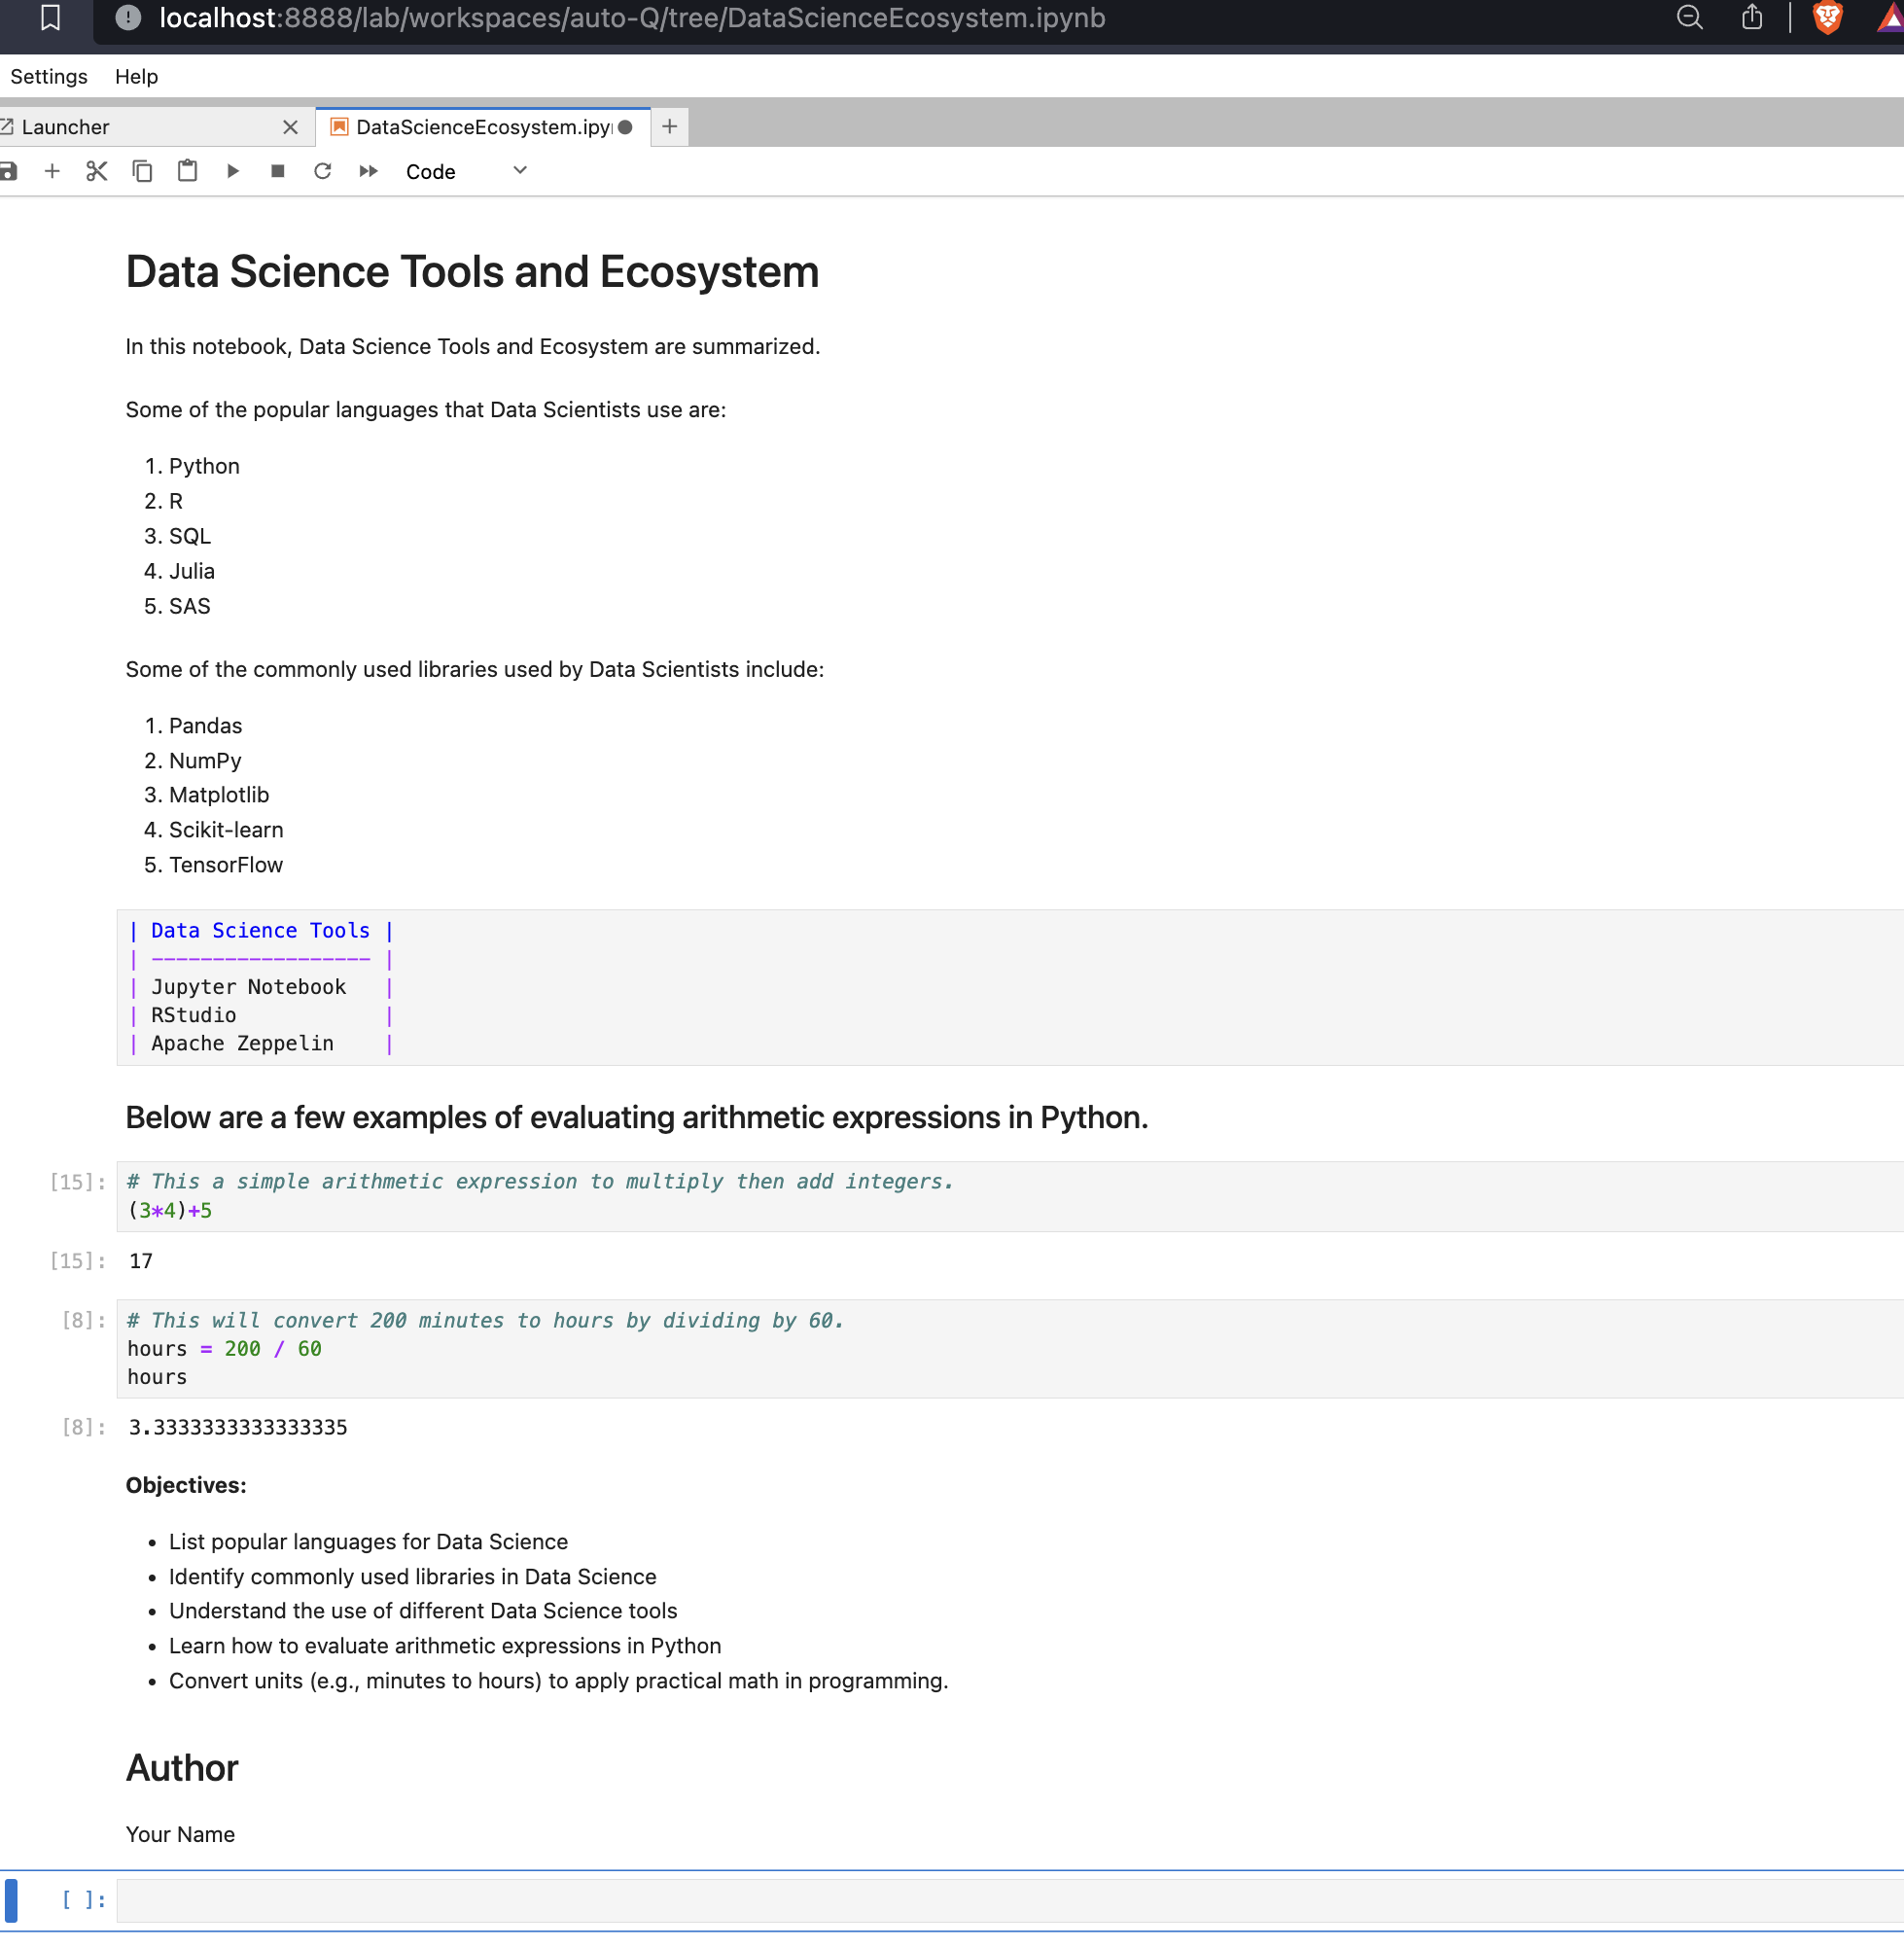 localhost:8888/lab/workspaces/auto-Q/tree/DataScienceEcosystem.ipynb
Settings Help
Launcher DataScienceEcosystem.ipy
Code
Data Science Tools and Ecosystem
In this notebook, Data Science Tools and Ecosystem are summarized.
Some of the popular languages that Data Scientists use are:
1. Python
2. R
3. SQL
4. Julia
5. SAS
Some of the commonly used libraries used by Data Scientists include:
1. Pandas
2. NumPy
3. Matplotlib
4. Scikit-learn
5. TensorFlow
| Data Science Tools |
| ------------------ |
| Jupyter Notebook   |
| RStudio            |
| Apache Zeppelin    |
Below are a few examples of evaluating arithmetic expressions in Python.
[15]: # This a simple arithmetic expression to multiply then add integers.
(3*4)+5
[15]: 17
[8]: # This will convert 200 minutes to hours by dividing by 60.
hours = 200 / 60
hours
[8]: 3.3333333333333335
Objectives:
• List popular languages for Data Science
• Identify commonly used libraries in Data Science
• Understand the use of different Data Science tools
• Learn how to evaluate arithmetic expressions in Python
• Convert units (e.g., minutes to hours) to apply practical math in programming.
Author
Your Name
[ ]: